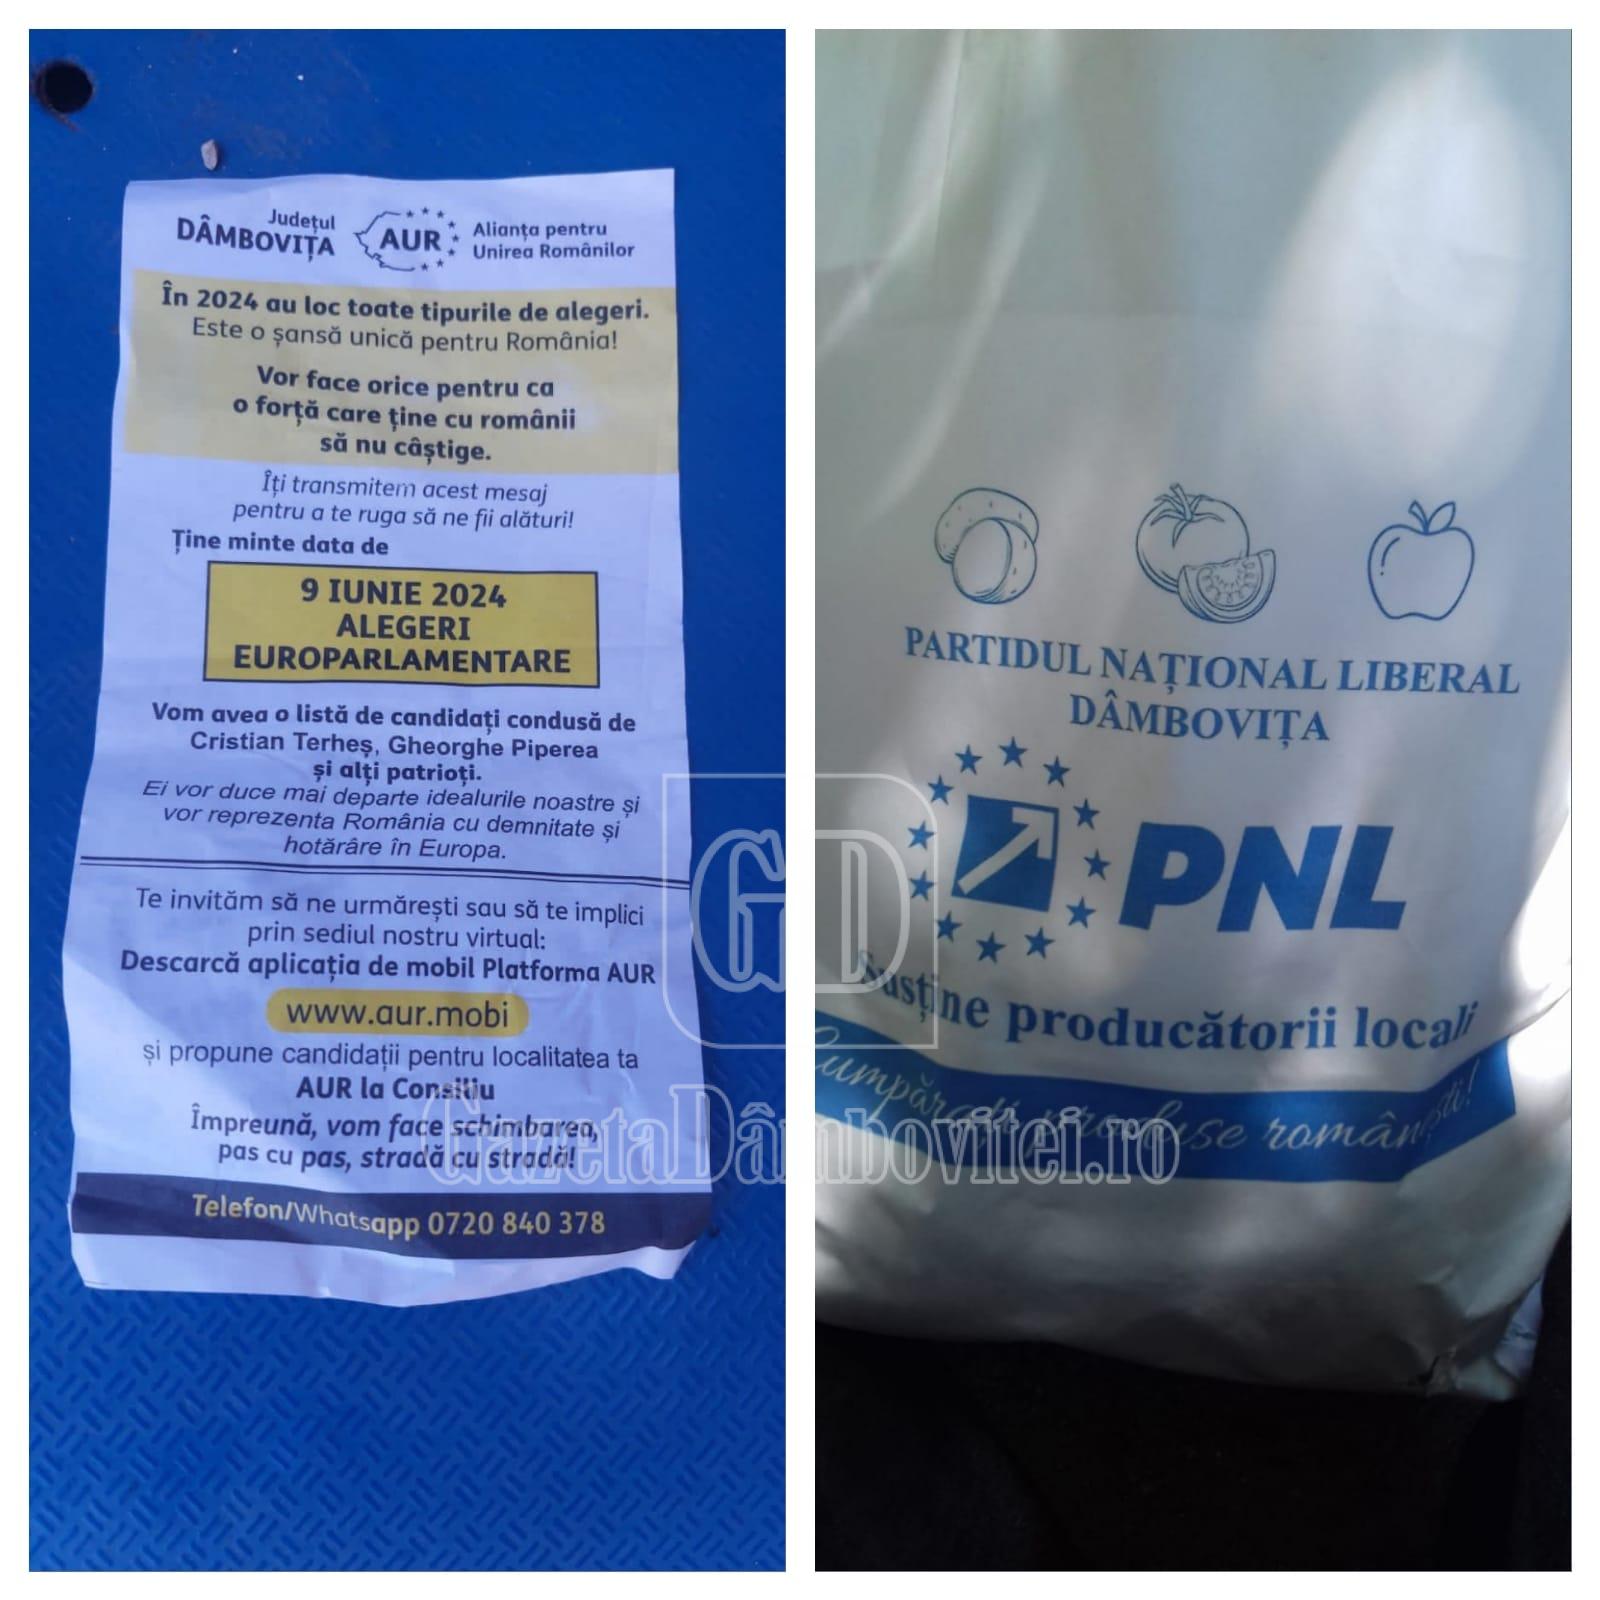 Județul
DÂMBOVIȚA
AUR
Alianța pentru
Unirea Românilor
În 2024 au loc toate tipurile de alegeri.
Este o șansă unică pentru România!
Vor face orice pentru ca
o forță care ține cu românii
să nu câștige.
Îți transmitem acest mesaj
pentru a te ruga să ne fii alături!
Ține minte data de
9 IUNIE 2024
ALEGERI
EUROPARLAMENTARE
Vom avea o listă de candidați condusă de
Cristian Terheș, Gheorghe Piperea
și alți patrioți.
Ei vor duce mai departe idealurile noastre și
vor reprezenta România cu demnitate și
hotărâre în Europa.
Te invităm să ne urmărești sau să te implici
prin sediul nostru virtual:
Descarcă aplicația de mobil Platforma AUR
www.aur.mobi
și propune candidații pentru localitatea ta
AUR la Consiliu
Împreună, vom face schimbarea,
pas cu pas, stradă cu stradă!
Telefon/Whatsapp 0720 840 378
PARTIDUL NAȚIONAL LIBERAL
DÂMBOVIȚA
PNL
Susține producătorii locali
Cumpărați produse românești!
GD
GazetaDâmboviței.ro